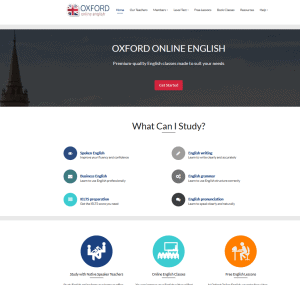 OXFORD
online english
Home
Our Teachers
Members
Level Test
Free Lessons
Book Classes
Resources
Help
OXFORD ONLINE ENGLISH
Premium-quality English classes made to suit your needs
Get Started!
What Can I Study?
Spoken English
Improve your fluency and confidence
English writing
Learn to write clearly and accurately
Business English
Learn to use English professionally
English grammar
Learn to use English structures correctly
IELTS preparation
Get the IELTS score you need
English pronunciation
Learn to speak clearly and naturally
Study with Native Speaker Teachers
Online English Classes
Free English Lessons